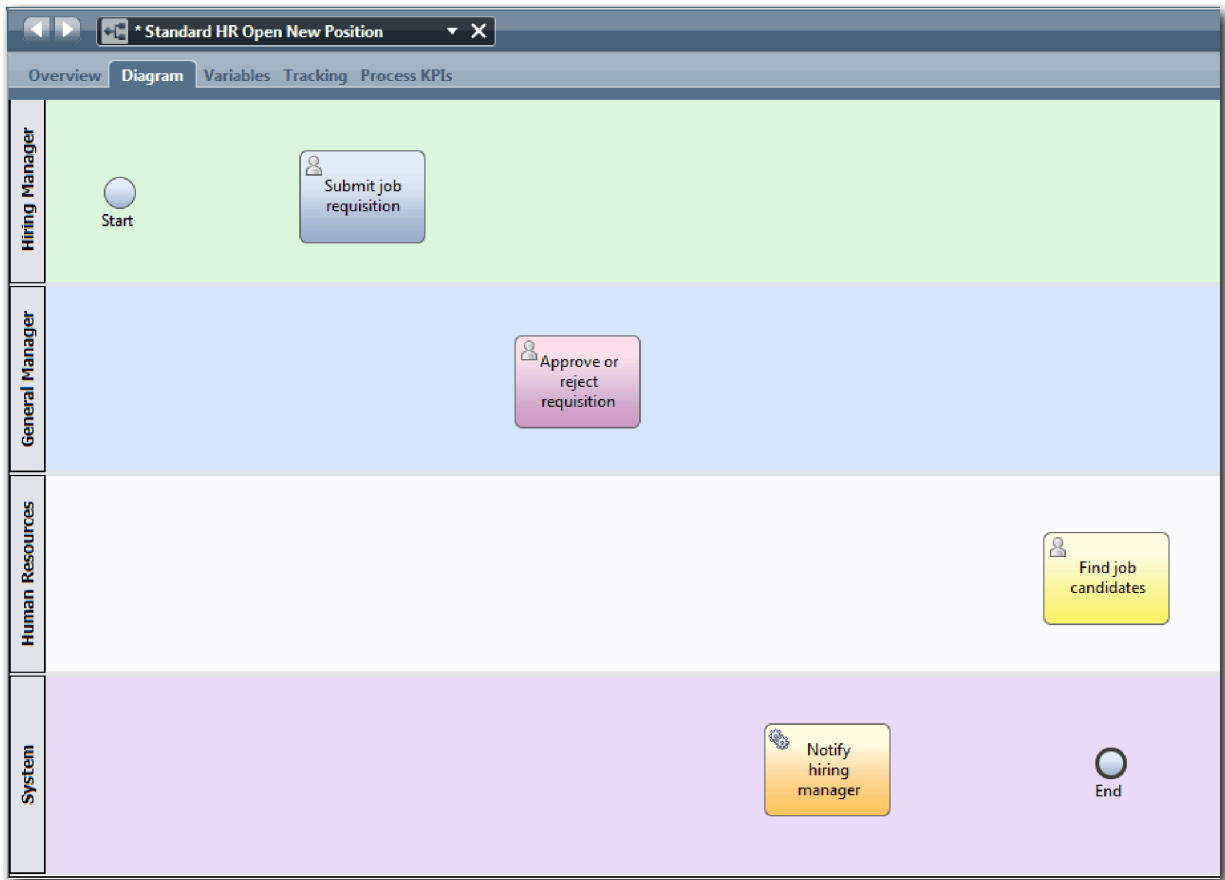 * Standard HR Open New Position
Overview Diagram Variables Tracking Process KPIs
Hiring Manager
Start
Submit job
requisition
General Manager
Approve or
reject
requisition
Human Resources
Find job
candidates
System
Notify
hiring
manager
End